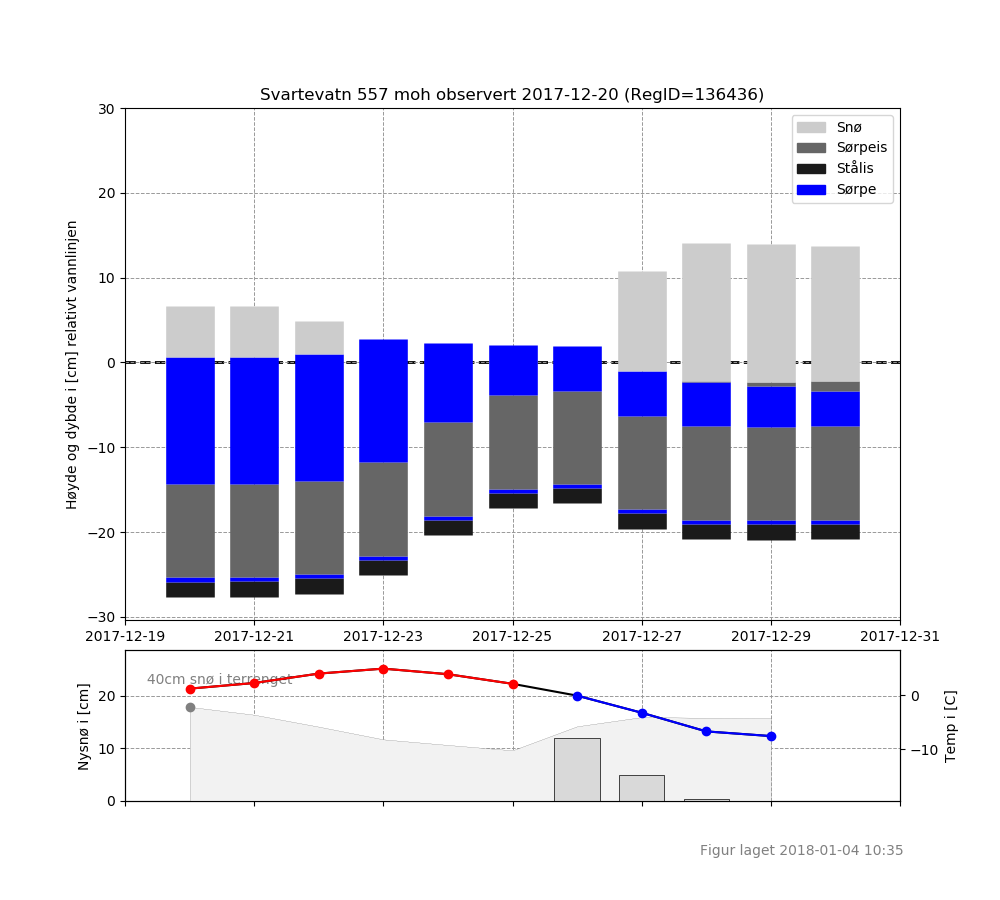 Svartevatn 557 moh observert 2017-12-20 (RegID=136436)
Høyde og dybde i [cm] relativt vannlinjen
30
20
10
0
−10
−20
−30
Snø
Sørpeis
Stålis
Sørpe
2017-12-19 2017-12-21 2017-12-23 2017-12-25 2017-12-27 2017-12-29 2017-12-31
40cm snø i terrenget
Nysnø i [cm]
20
10
0
0
−10
Temp i [C]
Figur laget 2018-01-04 10:35